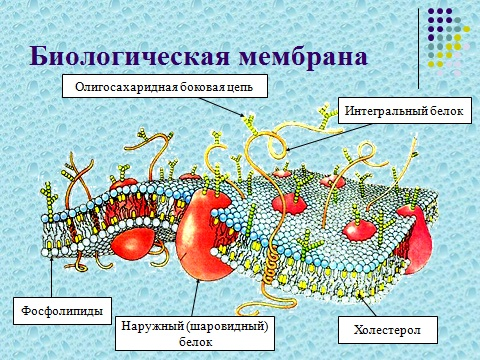 Биологическая мембрана
Олигосахаридная боковая цепь
Интегральный белок
Фосфолипиды
Наружный (шаровидный)
белок
Холестерол